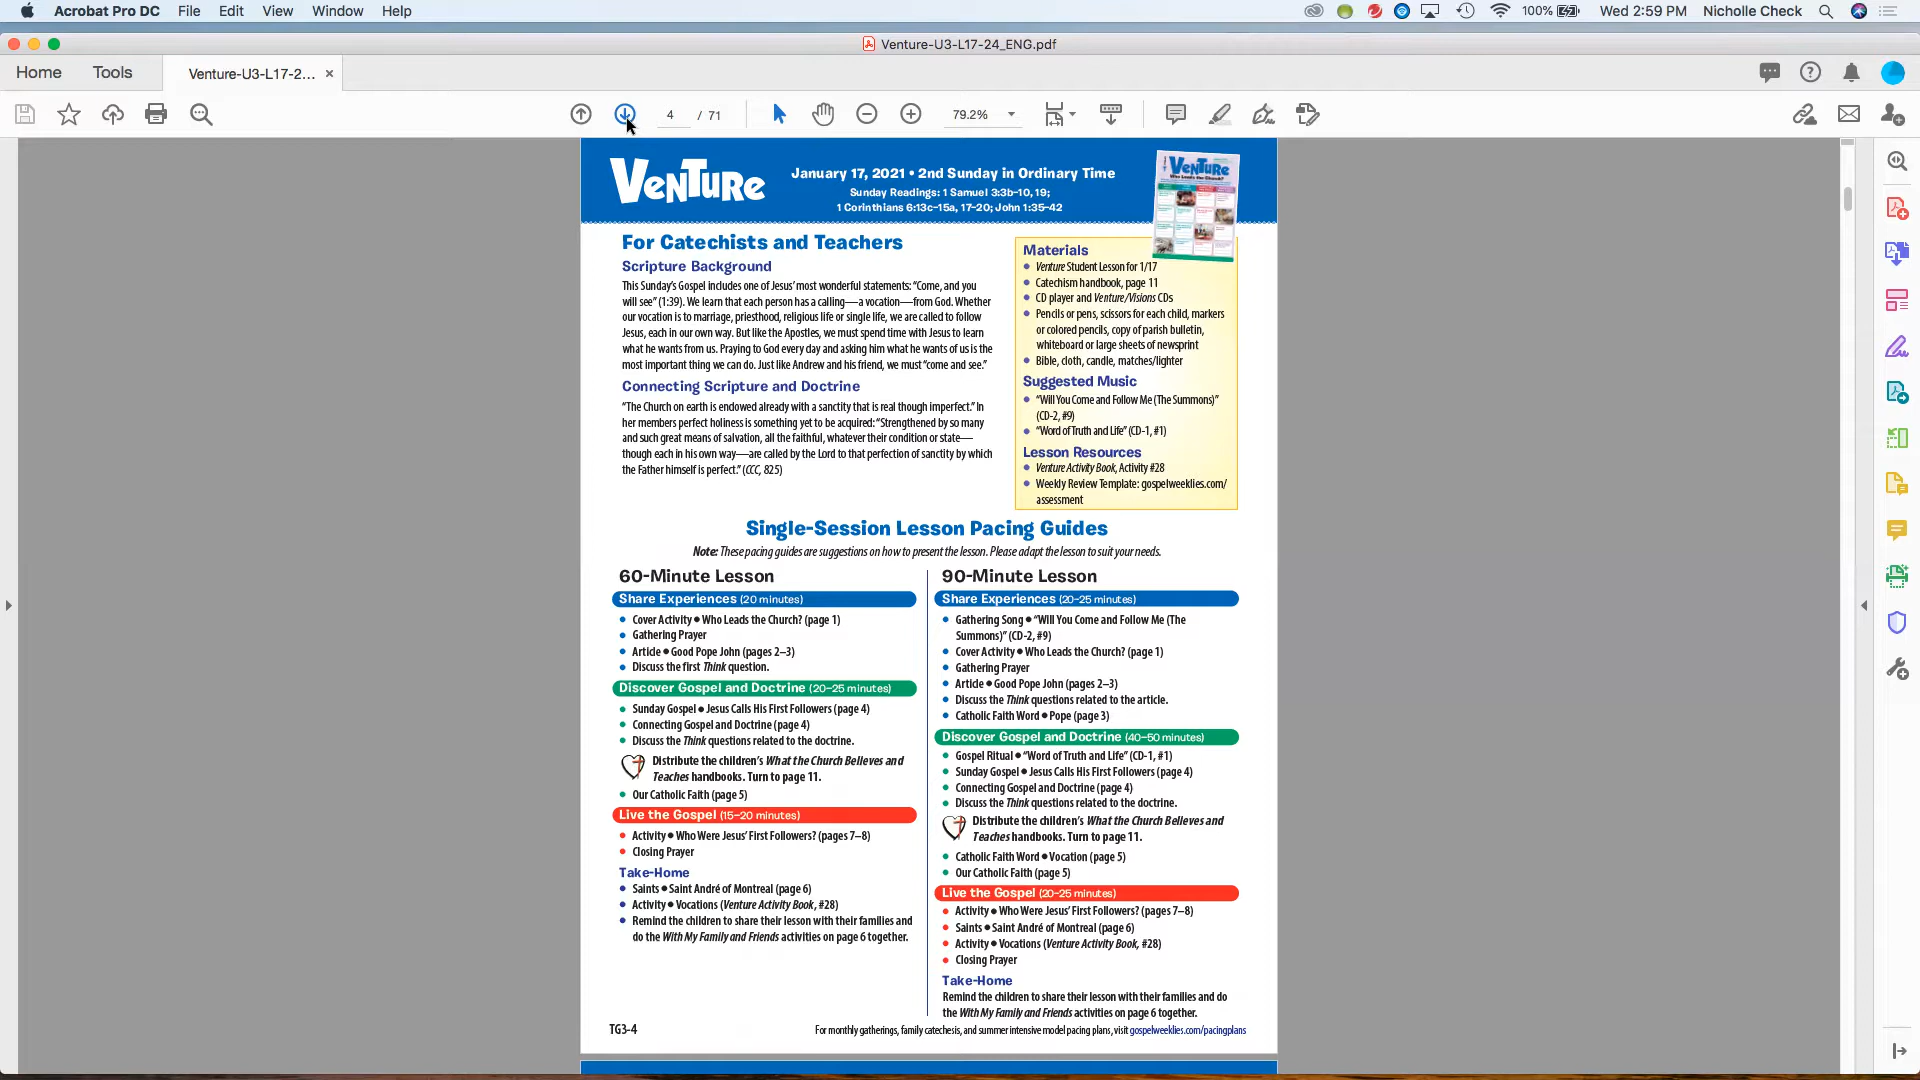 Acrobat Pro DC File Edit View Window Help
100% Wed 2:59 PM Nicholle Check
Venture-U3-L17-24_ENG.pdf
Home Tools Venture-U3-L17-2... ×
4 / 71 79.2%
VENTURE
January 17, 2021 • 2nd Sunday in Ordinary Time
Sunday Readings: 1 Samuel 3:3b–10, 19;
1 Corinthians 6:13c–15a, 17–20; John 1:35–42
VENTURE
Who Leads the Church?
For Catechists and Teachers
Scripture Background
This Sunday's Gospel includes one of Jesus' most wonderful statements: "Come, and you
will see" (1:39). We learn that each person has a calling—a vocation—from God. Whether
our vocation is to marriage, priesthood, religious life or single life, we are called to follow
Jesus, each in our own way. But like the Apostles, we must spend time with Jesus to learn
what he wants from us. Praying to God every day and asking him what he wants of us is the
most important thing we can do. Just like Andrew and his friend, we must "come and see."
Connecting Scripture and Doctrine
"The Church on earth is endowed already with a sanctity that is real though imperfect." In
her members perfect holiness is something yet to be acquired: "Strengthened by so many
and such great means of salvation, all the faithful, whatever their condition or state—
though each in his own way—are called by the Lord to that perfection of sanctity by which
the Father himself is perfect." (CCC, 825)
Materials
• Venture Student Lesson for 1/17
• Catechism handbook, page 11
• CD player and Venture/Visions CDs
• Pencils or pens, scissors for each child, markers
or colored pencils, copy of parish bulletin,
whiteboard or large sheets of newsprint
• Bible, cloth, candle, matches/lighter
Suggested Music
• "Will You Come and Follow Me (The Summons)"
(CD-2, #9)
• "Word of Truth and Life" (CD-1, #1)
Lesson Resources
• Venture Activity Book, Activity #28
• Weekly Review Template: gospelweeklies.com/
assessment
Single-Session Lesson Pacing Guides
Note: These pacing guides are suggestions on how to present the lesson. Please adapt the lesson to suit your needs.
60-Minute Lesson
Share Experiences (20 minutes)
• Cover Activity • Who Leads the Church? (page 1)
• Gathering Prayer
• Article • Good Pope John (pages 2–3)
• Discuss the first Think question.
Discover Gospel and Doctrine (20–25 minutes)
• Sunday Gospel • Jesus Calls His First Followers (page 4)
• Connecting Gospel and Doctrine (page 4)
• Discuss the Think questions related to the doctrine.
Distribute the children's What the Church Believes and
Teaches handbooks. Turn to page 11.
• Our Catholic Faith (page 5)
Live the Gospel (15–20 minutes)
• Activity • Who Were Jesus' First Followers? (pages 7–8)
• Closing Prayer
Take-Home
• Saints • Saint André of Montreal (page 6)
• Activity • Vocations (Venture Activity Book, #28)
• Remind the children to share their lesson with their families and
do the With My Family and Friends activities on page 6 together.
90-Minute Lesson
Share Experiences (20–25 minutes)
• Gathering Song • "Will You Come and Follow Me (The
Summons)" (CD-2, #9)
• Cover Activity • Who Leads the Church? (page 1)
• Gathering Prayer
• Article • Good Pope John (pages 2–3)
• Discuss the Think questions related to the article.
• Catholic Faith Word • Pope (page 3)
Discover Gospel and Doctrine (40–50 minutes)
• Gospel Ritual • "Word of Truth and Life" (CD-1, #1)
• Sunday Gospel • Jesus Calls His First Followers (page 4)
• Connecting Gospel and Doctrine (page 4)
• Discuss the Think questions related to the doctrine.
Distribute the children's What the Church Believes and
Teaches handbooks. Turn to page 11.
• Catholic Faith Word • Vocation (page 5)
• Our Catholic Faith (page 5)
Live the Gospel (20–25 minutes)
• Activity • Who Were Jesus' First Followers? (pages 7–8)
• Saints • Saint André of Montreal (page 6)
• Activity • Vocations (Venture Activity Book, #28)
• Closing Prayer
Take-Home
Remind the children to share their lesson with their families and do
the With My Family and Friends activities on page 6 together.
TG3-4
For monthly gatherings, family catechesis, and summer intensive model pacing plans, visit gospelweeklies.com/pacingplans